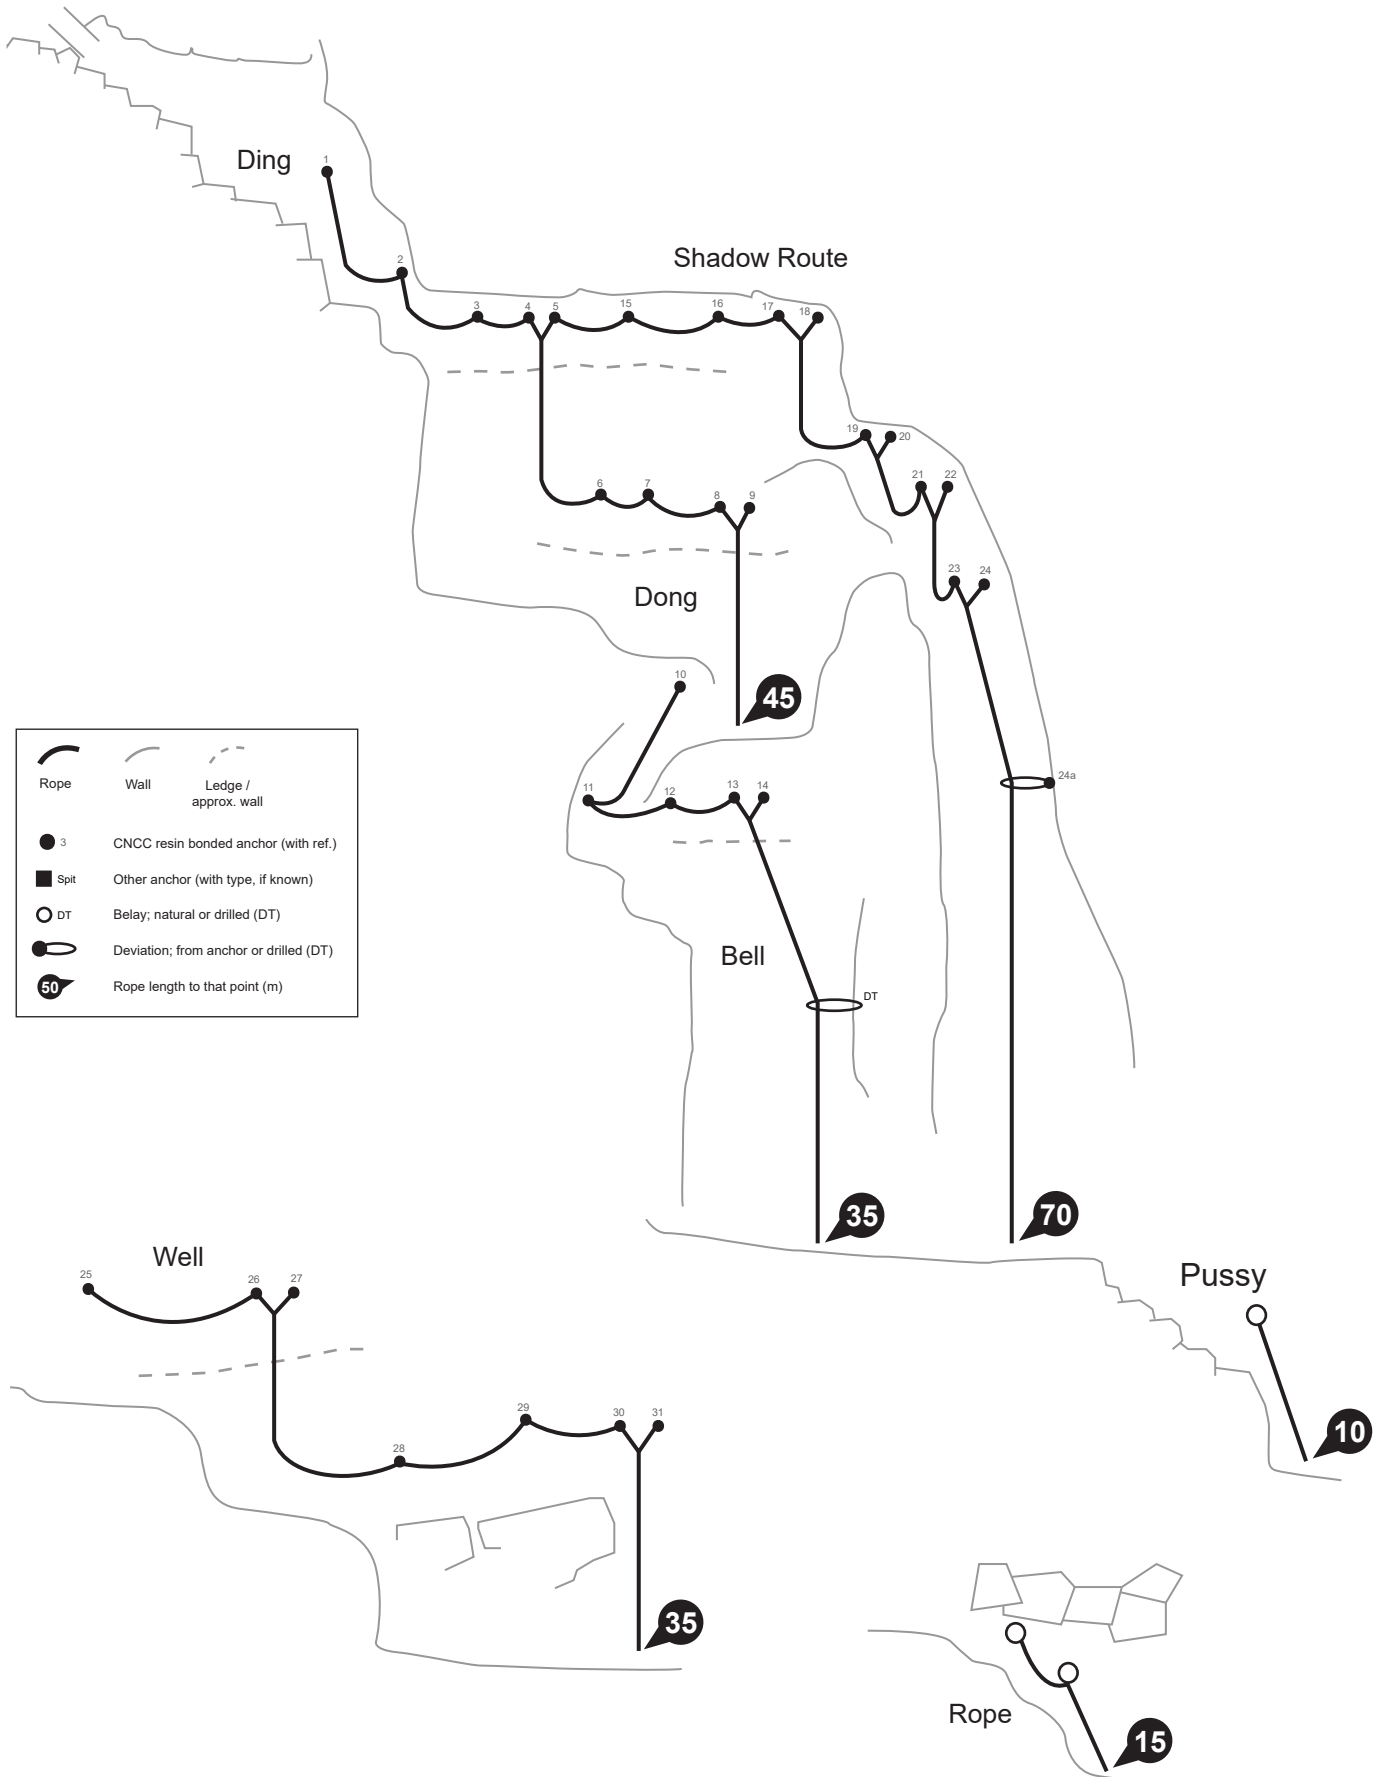 Ding
1
2
Shadow Route
3
4
5
15
16
17
18
19
20
21
22
6
7
8
9
23
24
Dong
10
45
24a
11
12
13
14
Rope
Wall
Ledge /
approx. wall
3
CNCC resin bonded anchor (with ref.)
Spit
Other anchor (with type, if known)
DT
Belay; natural or drilled (DT)
Deviation; from anchor or drilled (DT)
50
Rope length to that point (m)
Bell
DT
35
70
Well
25
26
27
Pussy
10
28
29
30
31
35
Rope
15